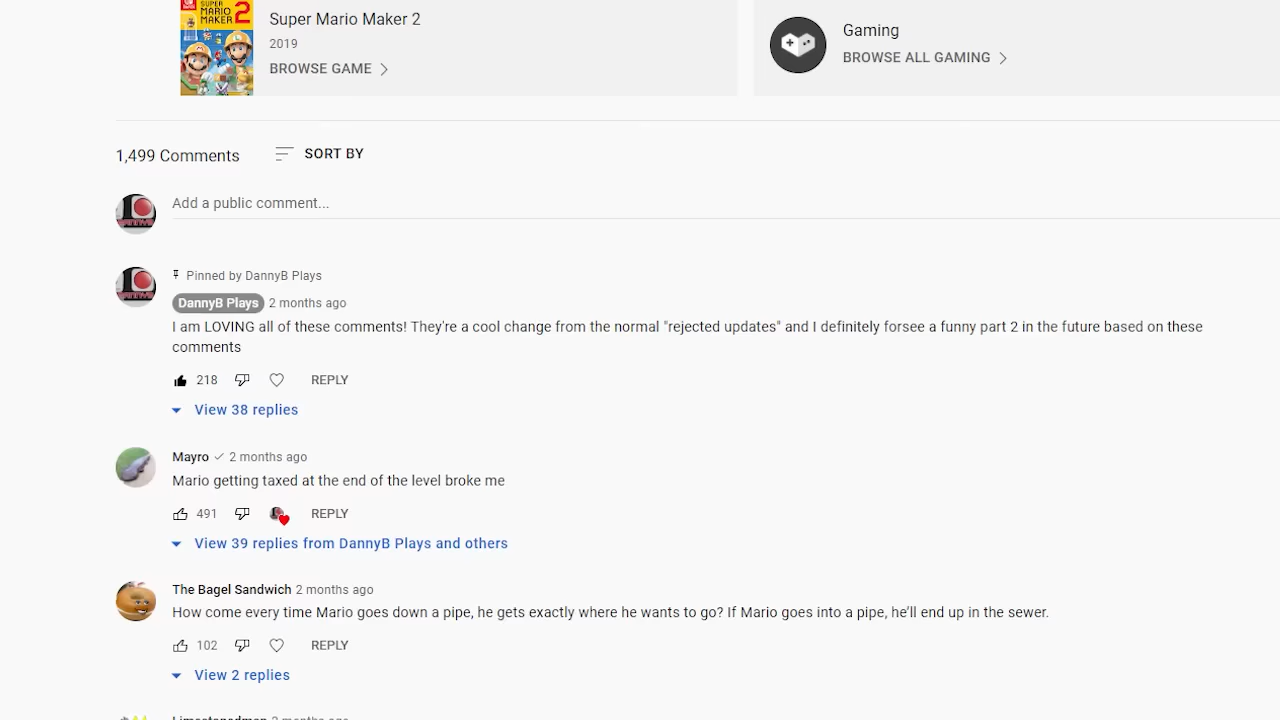 SUPER
MARIO
MAKER 2
Super Mario Maker 2
2019
BROWSE GAME
Gaming
BROWSE ALL GAMING
1,499 Comments
SORT BY
Add a public comment...
Pinned by DannyB Plays
DannyB Plays 2 months ago
I am LOVING all of these comments! They're a cool change from the normal "rejected updates" and I definitely forsee a funny part 2 in the future based on these
comments
218 REPLY
View 38 replies
Mayro 2 months ago
Mario getting taxed at the end of the level broke me
491 REPLY
View 39 replies from DannyB Plays and others
The Bagel Sandwich 2 months ago
How come every time Mario goes down a pipe, he gets exactly where he wants to go? If Mario goes into a pipe, he'll end up in the sewer.
102 REPLY
View 2 replies